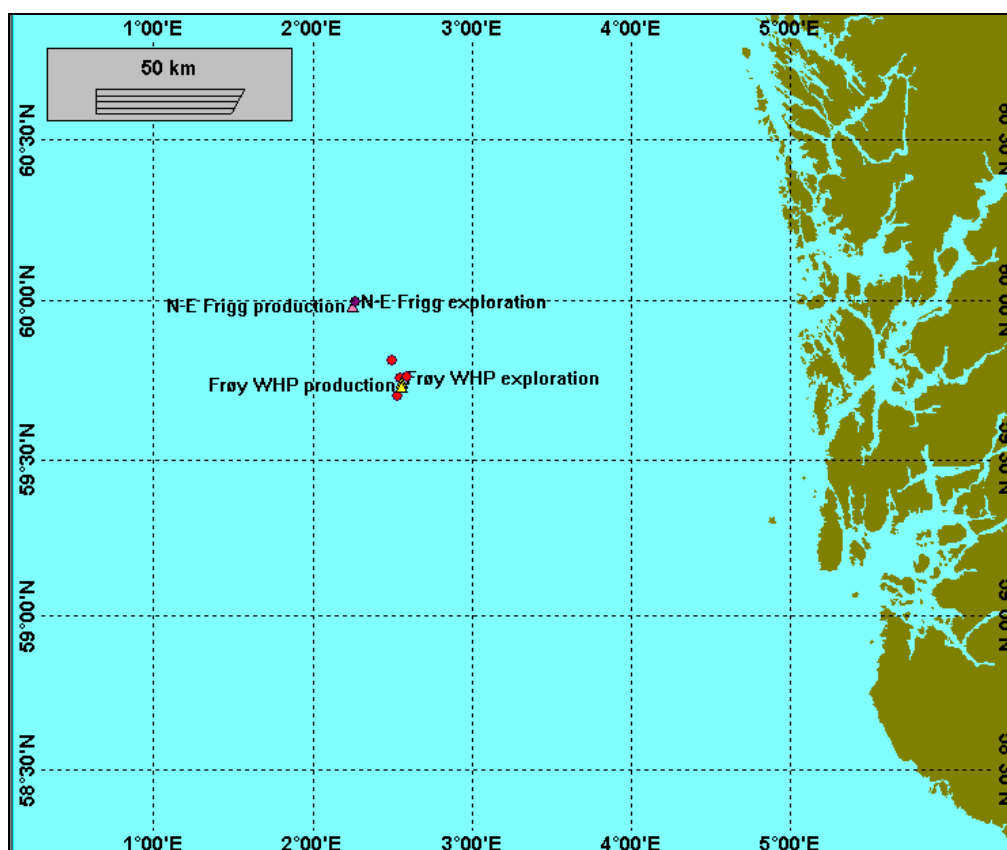 1°00'E 2°00'E 3°00'E 4°00'E 5°00'E
50 km
60°30'N
60°00'N
N-E Frigg exploration
N-E Frigg production
Frøy WHP exploration
Frøy WHP production
59°30'N
59°00'N
58°30'N
1°00'E 2°00'E 3°00'E 4°00'E 5°00'E